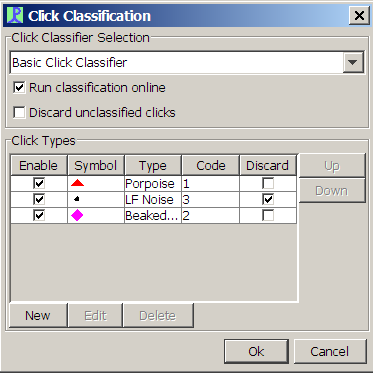 Click Classification
Click Classifier Selection
Basic Click Classifier
Run classification online
Discard unclassified clicks
Click Types
Enable Symbol Type Code Discard
Porpoise 1
LF Noise 3
Beaked... 2
Up
Down
New Edit Delete
Ok Cancel